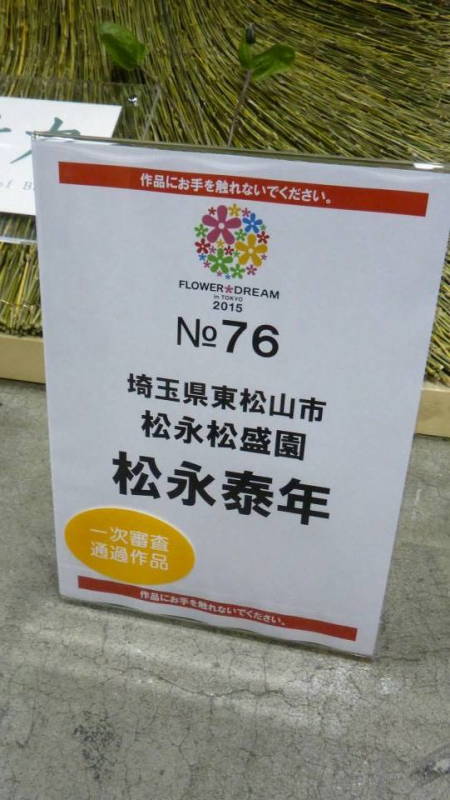 作品にお手を触れないでください。
FLOWER★DREAM
in TOKYO
2015
№76
埼玉県東松山市
松永松盛園
松永泰年
一次審査
通過作品
作品にお手を触れないでください。